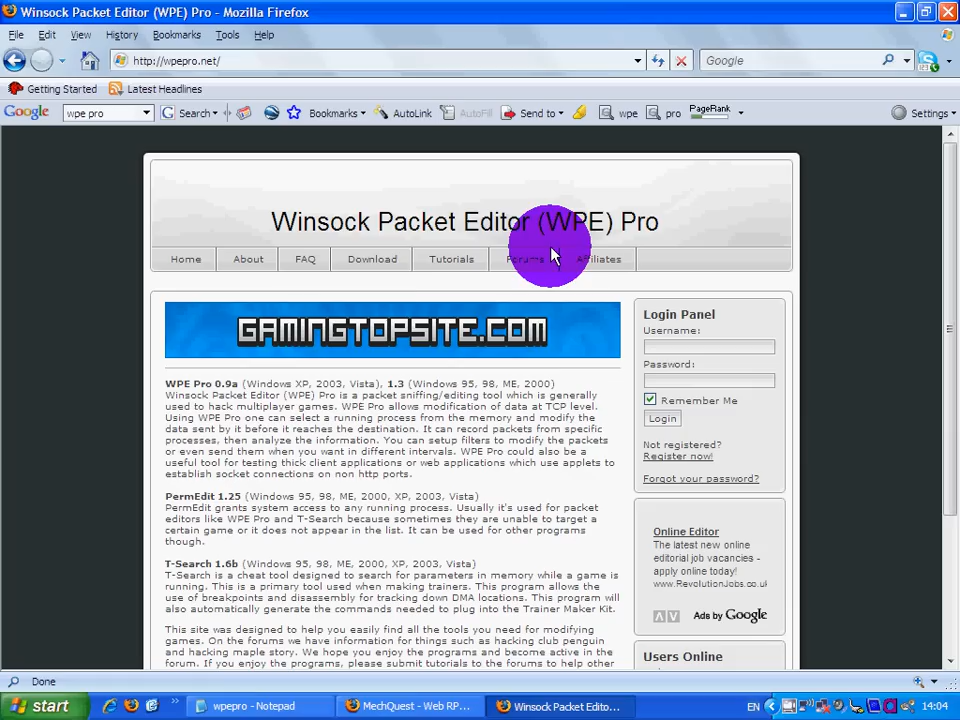 Winsock Packet Editor (WPE) Pro - Mozilla Firefox
File Edit View History Bookmarks Tools Help
http://wpepro.net/
Google
Getting Started Latest Headlines
Google wpe pro Search Bookmarks AutoLink AutoFill Send to wpe pro PageRank Settings
Winsock Packet Editor (WPE) Pro
Home About FAQ Download Tutorials Forums Affiliates
GAMINGTOPSITE.COM
WPE Pro 0.9a (Windows XP, 2003, Vista), 1.3 (Windows 95, 98, ME, 2000)
Winsock Packet Editor (WPE) Pro is a packet sniffing/editing tool which is generally
used to hack multiplayer games. WPE Pro allows modification of data at TCP level.
Using WPE Pro one can select a running process from the memory and modify the
data sent by it before it reaches the destination. It can record packets from specific
processes, then analyze the information. You can setup filters to modify the packets
or even send them when you want in different intervals. WPE Pro could also be a
useful tool for testing thick client applications or web applications which use applets to
establish socket connections on non http ports.
PermEdit 1.25 (Windows 95, 98, ME, 2000, XP, 2003, Vista)
PermEdit grants system access to any running process. Usually it's used for packet
editors like WPE Pro and T-Search because sometimes they are unable to target a
certain game or it does not appear in the list. It can be used for other programs
though.
T-Search 1.6b (Windows 95, 98, ME, 2000, XP, 2003, Vista)
T-Search is a cheat tool designed to search for parameters in memory while a game is
running. This is a primary tool used when making trainers. This program allows the
use of breakpoints and disassembly for tracking down DMA locations. This program will
also automatically generate the commands needed to plug into the Trainer Maker Kit.
This site was designed to help you easily find all the tools you need for modifying
games. On the forums we have information for things such as hacking club penguin
and hacking maple story. We hope you enjoy the programs and become active in the
forum. If you enjoy the programs, please submit tutorials to the forums to help other
Login Panel
Username:
Password:
Remember Me
Login
Not registered?
Register now!
Forgot your password?
Online Editor
The latest new online
editorial job vacancies -
apply online today!
www.RevolutionJobs.co.uk
Ads by Google
Users Online
Done
start wpepro - Notepad MechQuest - Web RP... Winsock Packet Edito... EN 14:04